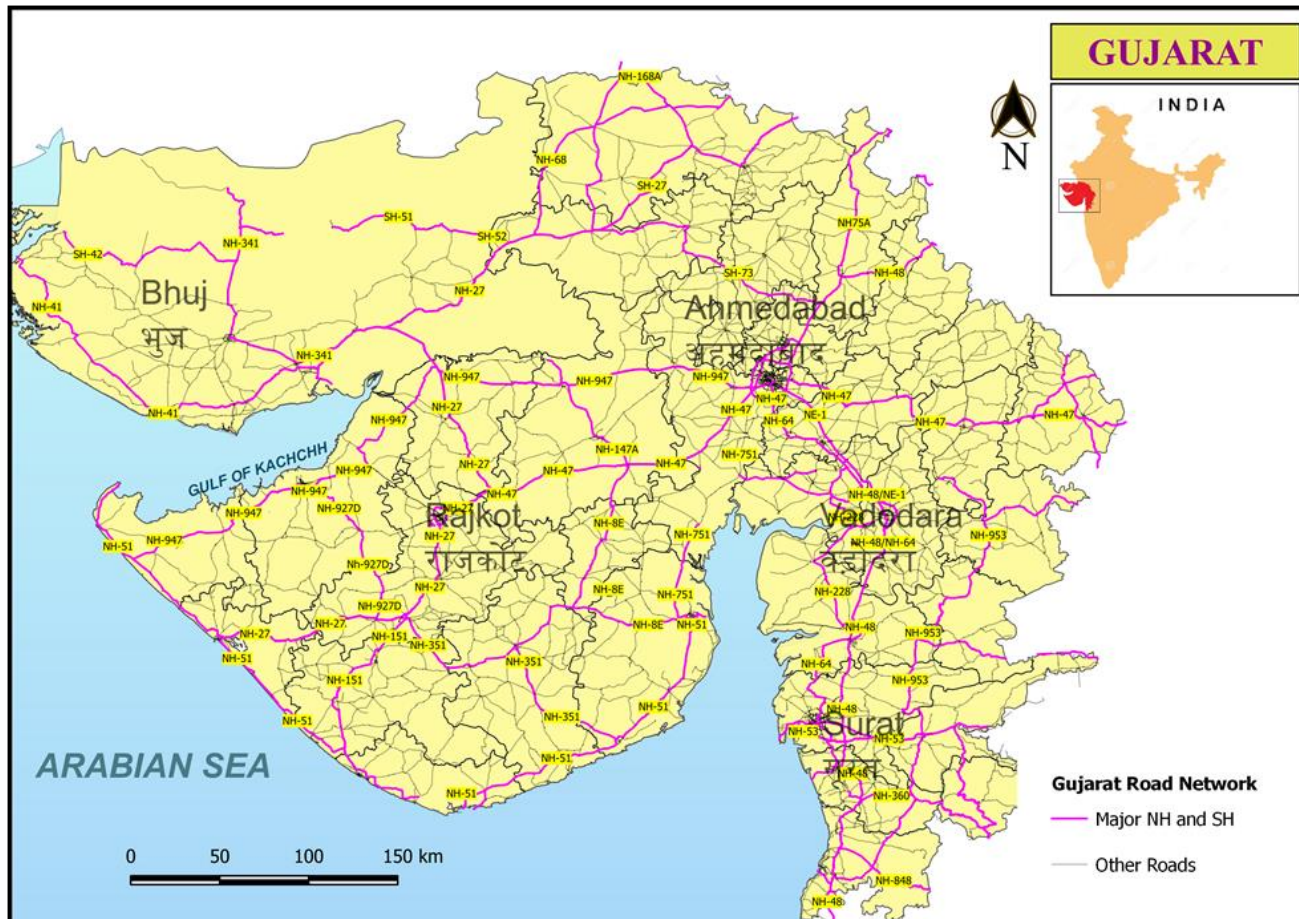 GUJARAT
INDIA
N
NH-168A
NH-68
SH-27
SH-51
NH75A
SH-52
SH-42
NH-341
NH-48
SH-73
NH-27
Bhuj
भुज
NH-41
Ahmedabad
अहमदाबाद
NH-341
NH-947
NH-947
NH-947
NH-47
NH-47
NH-27
NH-47
NE-1
NH-41
NH-947
NH-64
NH-47
NH-47
NH-147A
NH-751
GULF OF KACHCHH
NH-947
NH-27
NH-47
NH-47
NH-947
NH-47
NH-48/NE-1
NH-947
NH-927D
NH-27
Rajkot
राजकोट
NH-8E
Vadodara
वडोदरा
NH-51
NH-947
NH-27
NH-751
NH-48/NH-64
NH-953
Nh-927D
NH-27
NH-8E
NH-751
NH-228
NH-927D
NH-27
NH-27
NH-151
NH-351
NH-8E
NH-51
NH-48
NH-953
NH-51
NH-351
NH-64
NH-151
NH-953
NH-51
NH-351
NH-51
NH-48
Surat
NH-53
NH-53
ARABIAN SEA
NH-51
NH-48
NH-51
NH-360
Gujarat Road Network
Major NH and SH
Other Roads
0 50 100 150 km
NH-848
NH-48